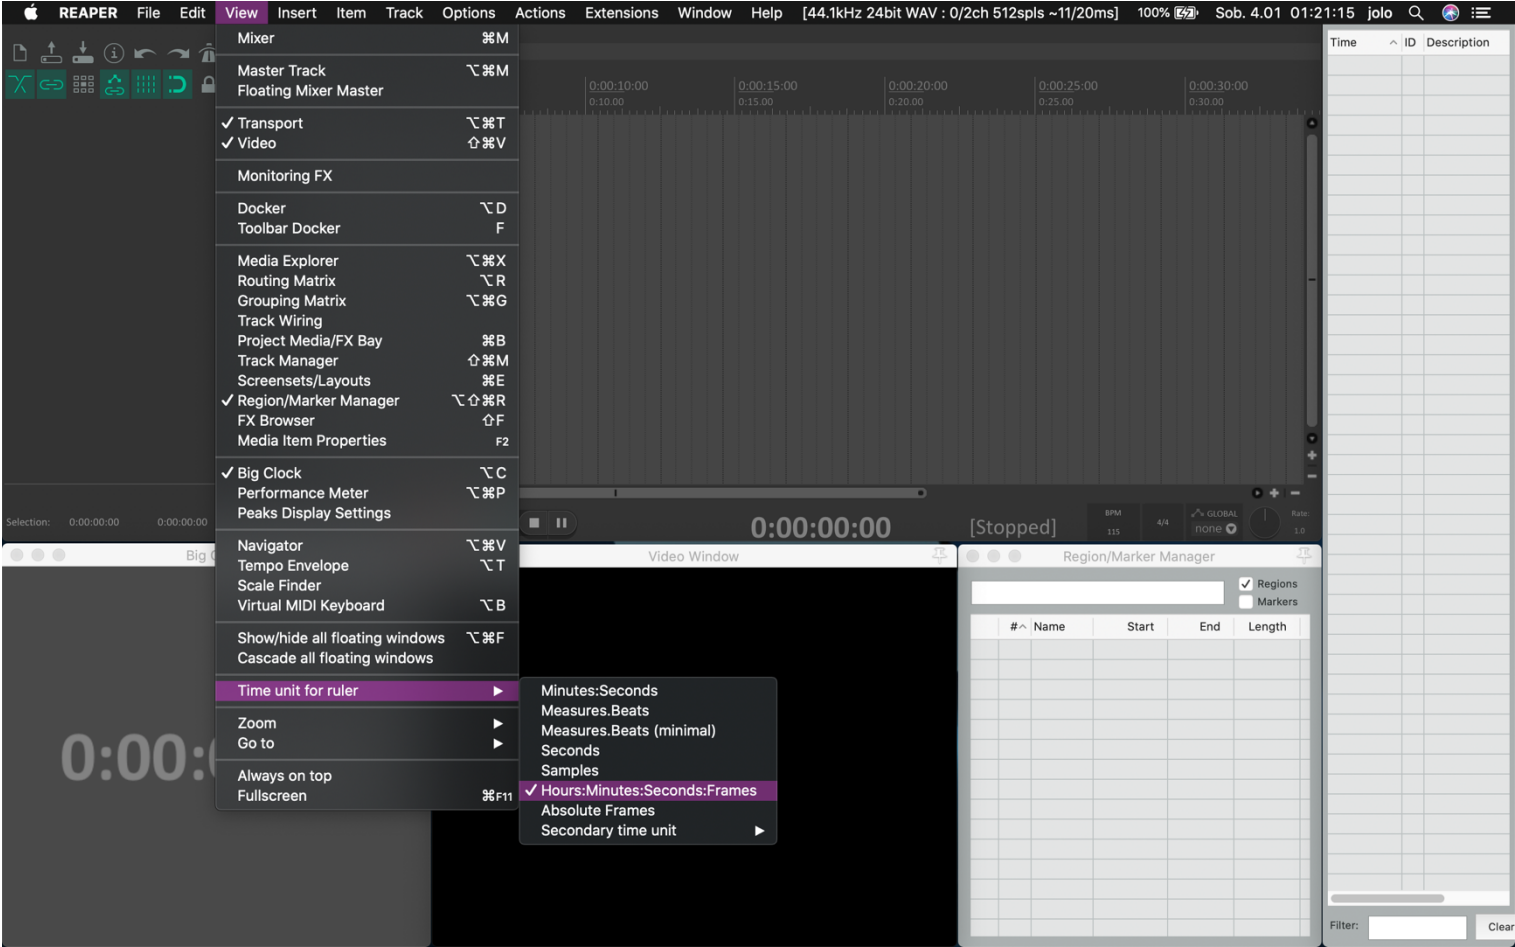 REAPER File Edit View Insert Item Track Options Actions Extensions Window Help [44.1kHz 24bit WAV : 0/2ch 512spls ~11/20ms] 100% Sob. 4.01 01:21:15 jolo
Mixer ⌘M
Master Track ⌥⌘M
Floating Mixer Master
✓ Transport ⌥⌘T
✓ Video ⇧⌘V
Monitoring FX
Docker ⌥D
Toolbar Docker F
Media Explorer ⌥⌘X
Routing Matrix ⌥R
Grouping Matrix ⌥⌘G
Track Wiring
Project Media/FX Bay ⌘B
Track Manager ⇧⌘M
Screensets/Layouts ⌘E
✓ Region/Marker Manager ⌥⇧⌘R
FX Browser ⇧F
Media Item Properties F2
✓ Big Clock ⌥C
Performance Meter ⌥⌘P
Peaks Display Settings
Navigator ⌥⌘V
Tempo Envelope ⌥T
Scale Finder
Virtual MIDI Keyboard ⌥B
Show/hide all floating windows ⌥⌘F
Cascade all floating windows
Time unit for ruler ▶
Zoom ▶
Go to ▶
Always on top
Fullscreen ⌘F11
Minutes:Seconds
Measures.Beats
Measures.Beats (minimal)
Seconds
Samples
✓ Hours:Minutes:Seconds:Frames
Absolute Frames
Secondary time unit ▶
0:00:10:00 0:00:15:00 0:00:20:00 0:00:25:00 0:00:30:00
0:10.00 0:15.00 0:20.00 0:25.00 0:30.00
Selection: 0:00:00:00 0:00:00:00
0:00:00:00 [Stopped]
BPM
115
4/4
GLOBAL
none
Rate:
1.0
Big
0:00:
Video Window
Region/Marker Manager
Regions
Markers
# Name Start End Length
Time ID Description
Filter: Clear